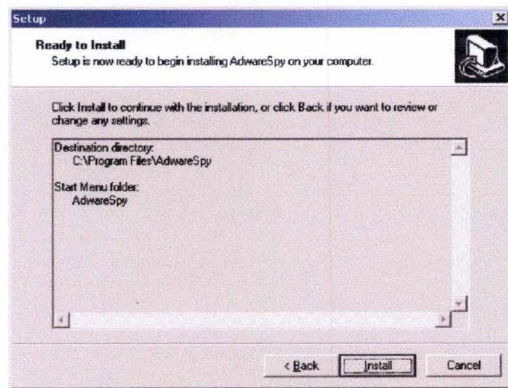 Setup
Ready to Install
Setup is now ready to begin installing AdwareSpy on your computer.
Click Install to continue with the installation, or click Back if you want to review or
change any settings.
Destination directory:
C:\Program Files\AdwareSpy
Start Menu folder:
AdwareSpy
< Back
Install
Cancel